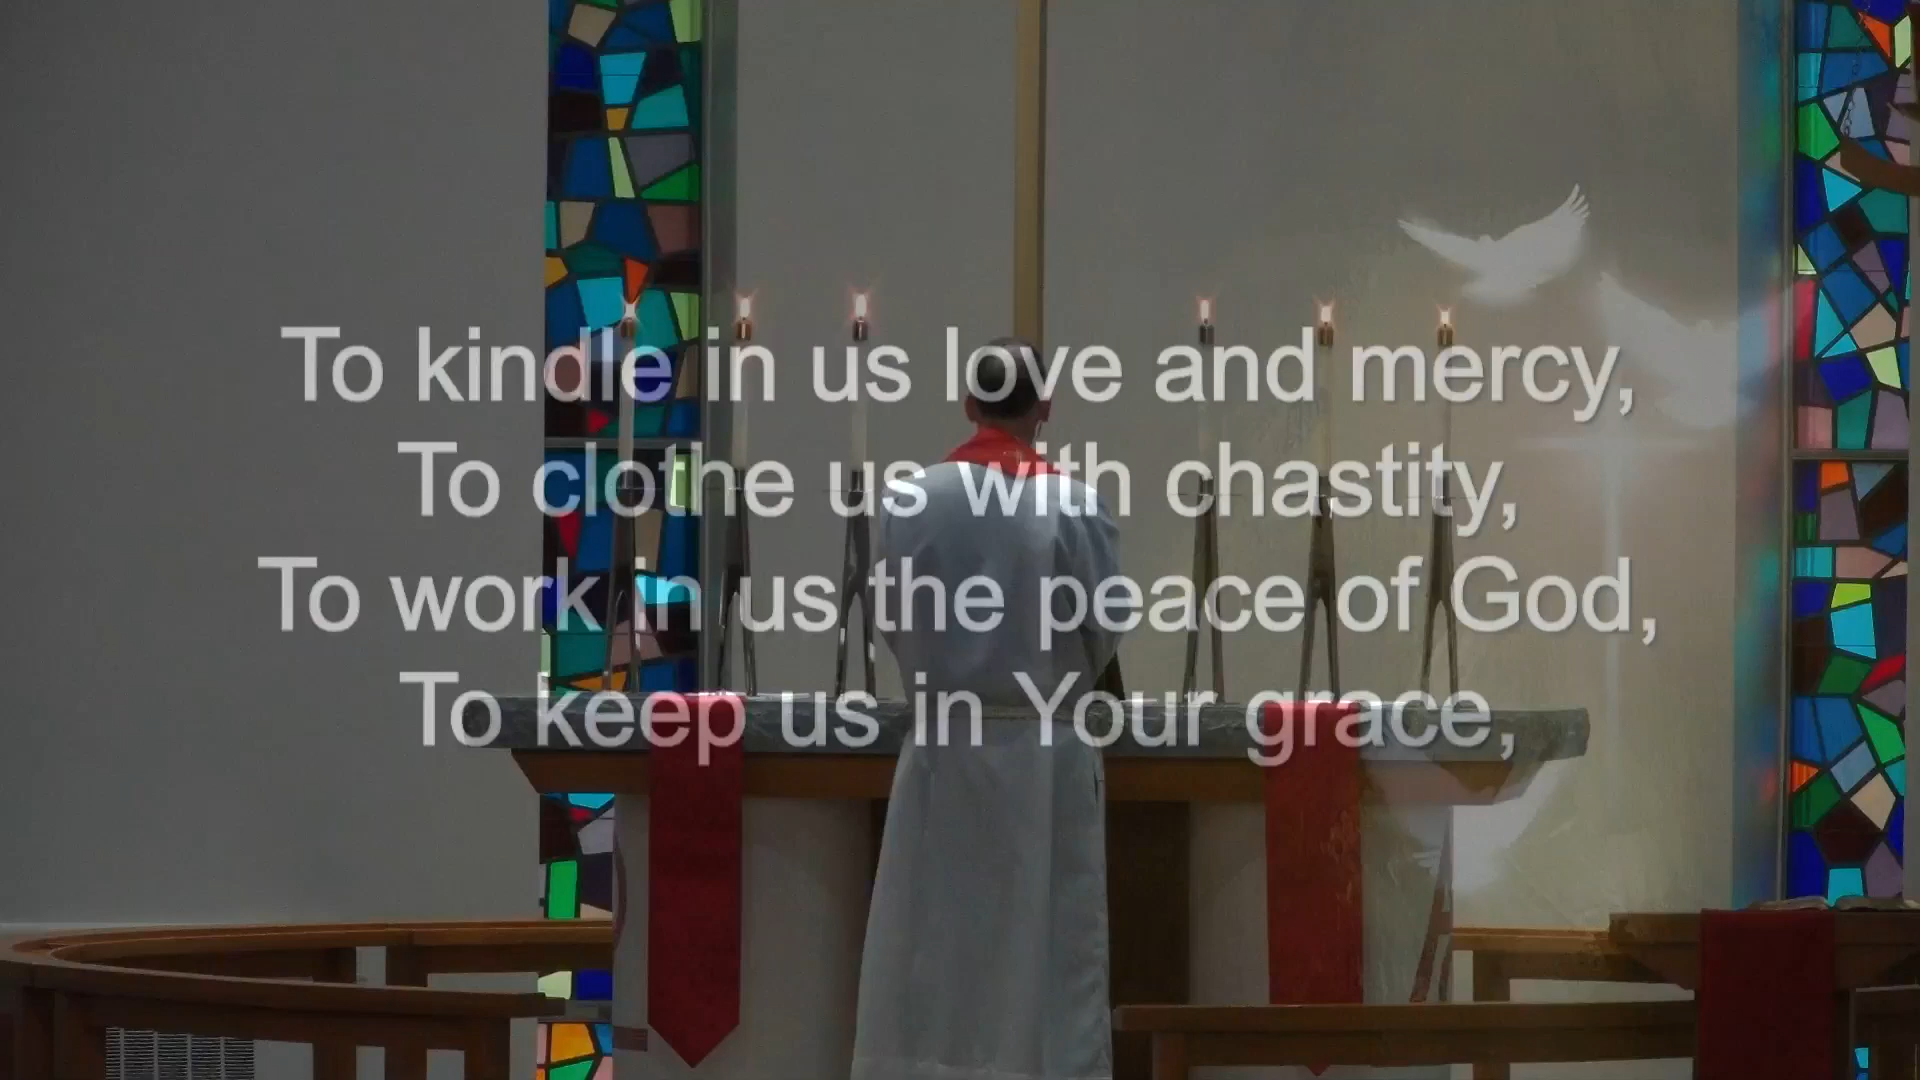 To kindle in us love and mercy,
To clothe us with chastity,
To work in us the peace of God,
To keep us in Your grace,